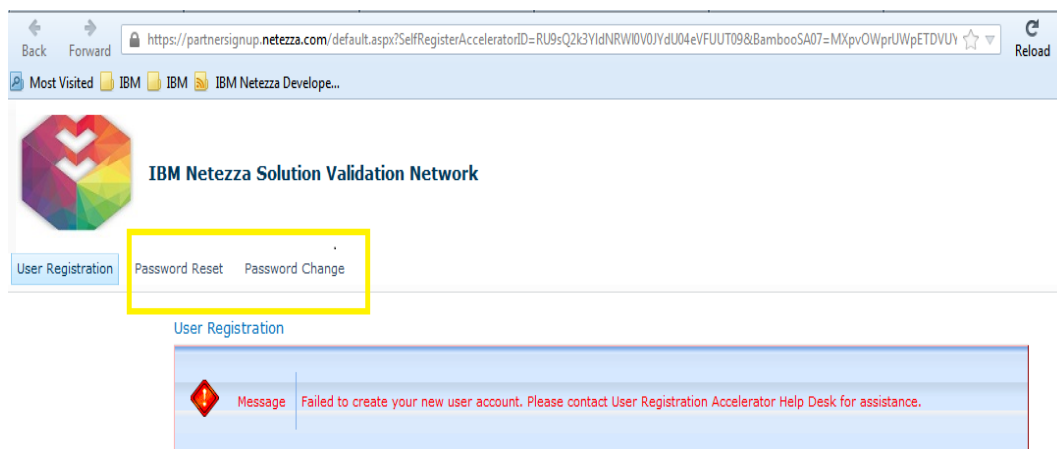 Back Forward https://partnersignup.netezza.com/default.aspx?SelfRegisterAcceleratorID=RU9sQ2k3YldNRWl0V0JYdU04eVFUUT09&BambooSA07=MXpvOWprUWpETDVUY Reload
Most Visited IBM IBM IBM Netezza Develope...
IBM Netezza Solution Validation Network
User Registration Password Reset Password Change
User Registration
Message Failed to create your new user account. Please contact User Registration Accelerator Help Desk for assistance.